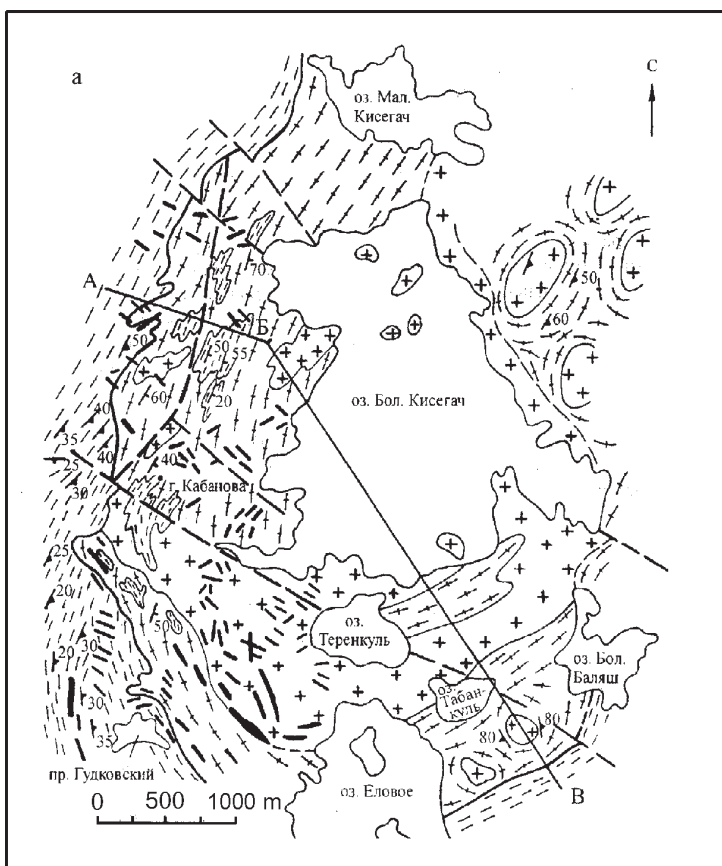 а
С
оз. Мал.
Кисегач
50
70
А
60
50
Б
50
55
оз. Бол. Кисегач
60
20
40
35
40
40
25
30
г. Кабанова
25
20
50
оз.
Теренкуль
оз. Бол.
Баляш
20
30
оз.
Табан-
куль
30
80
80
35
пр. Гудковский
оз. Еловое
В
0 500 1000 m